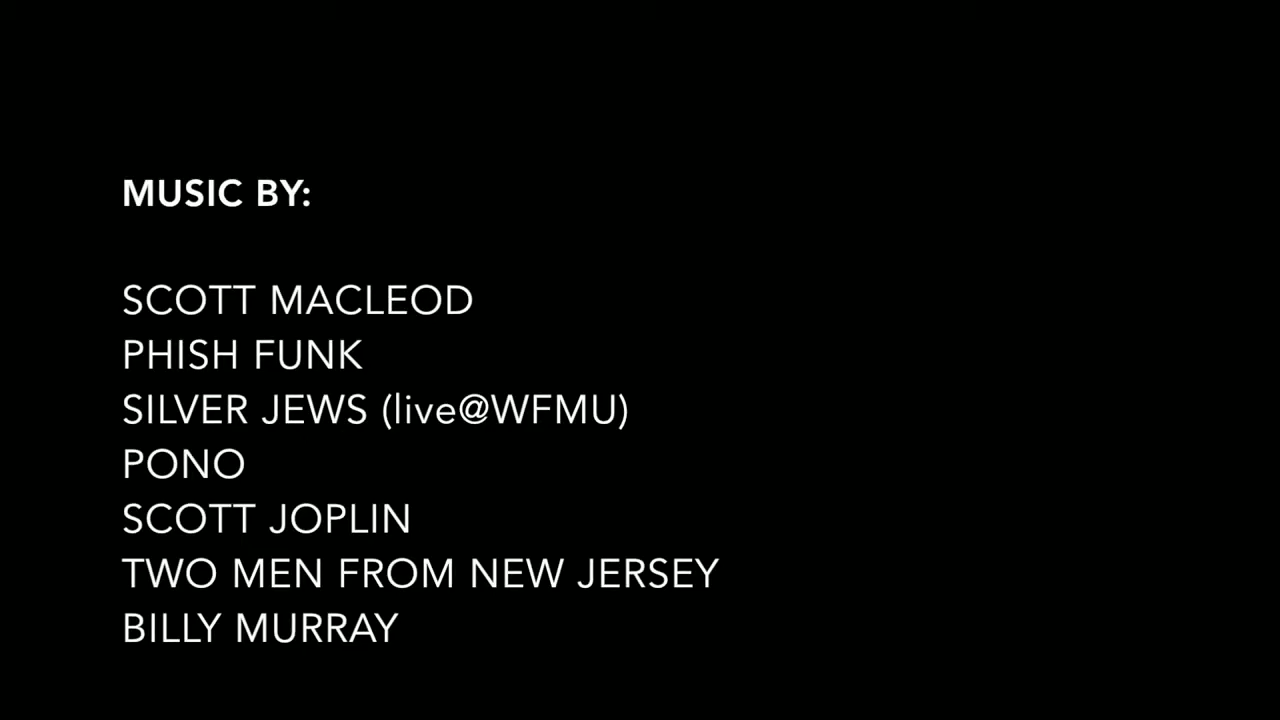 MUSIC BY:
SCOTT MACLEOD
PHISH FUNK
SILVER JEWS (live@WFMU)
PONO
SCOTT JOPLIN
TWO MEN FROM NEW JERSEY
BILLY MURRAY